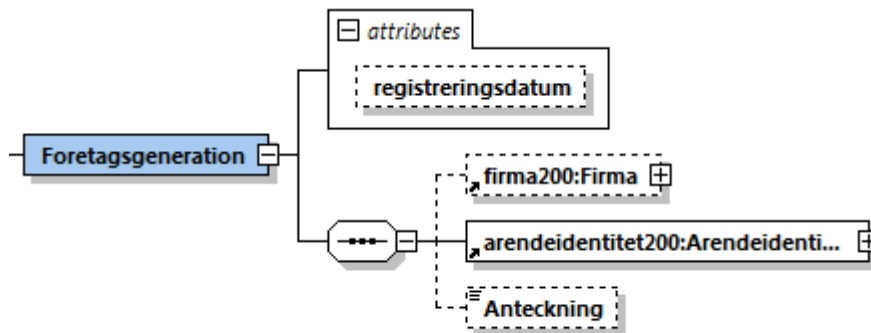 attributes
registreringsdatum
Foretagsgeneration
firma200:Firma
arendeidentitet200:Arendeidenti...
Anteckning